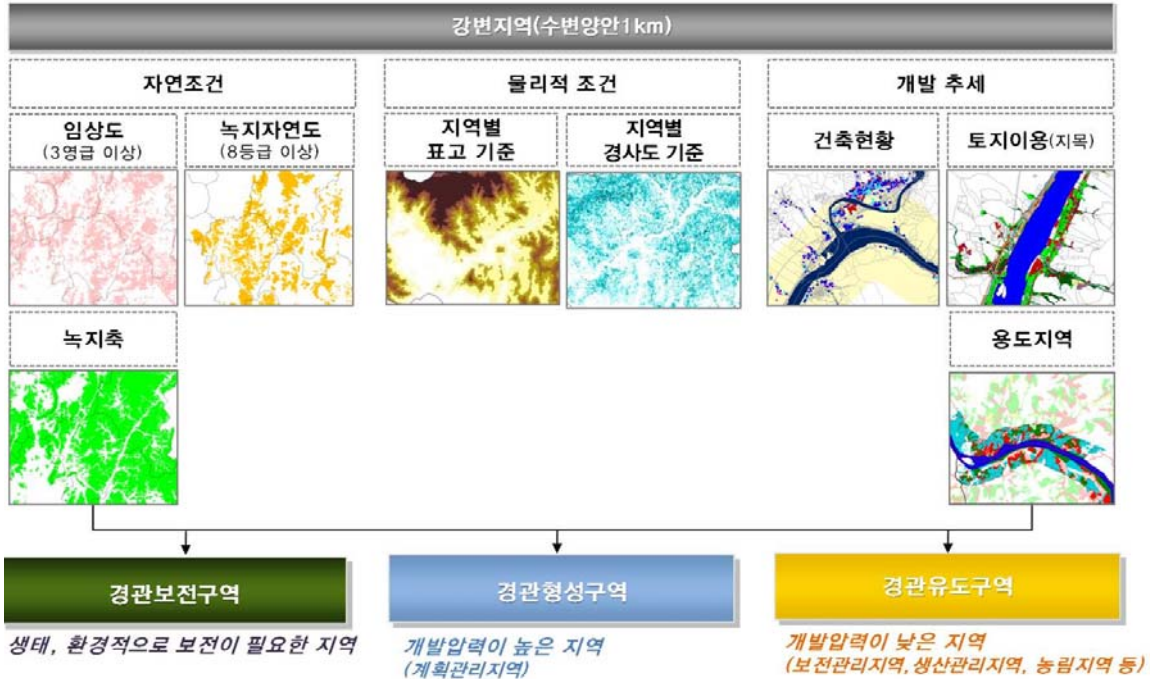 강변지역(수변양안1km)
자연조건
물리적 조건
개발 추세
임상도
(3영급 이상)
녹지자연도
(8등급 이상)
지역별
표고 기준
지역별
경사도 기준
건축현황
토지이용(지목)
녹지축
용도지역
경관보전구역
경관형성구역
경관유도구역
생태, 환경적으로 보전이 필요한 지역
개발압력이 높은 지역
(계획관리지역)
개발압력이 낮은 지역
(보전관리지역, 생산관리지역, 농림지역 등)